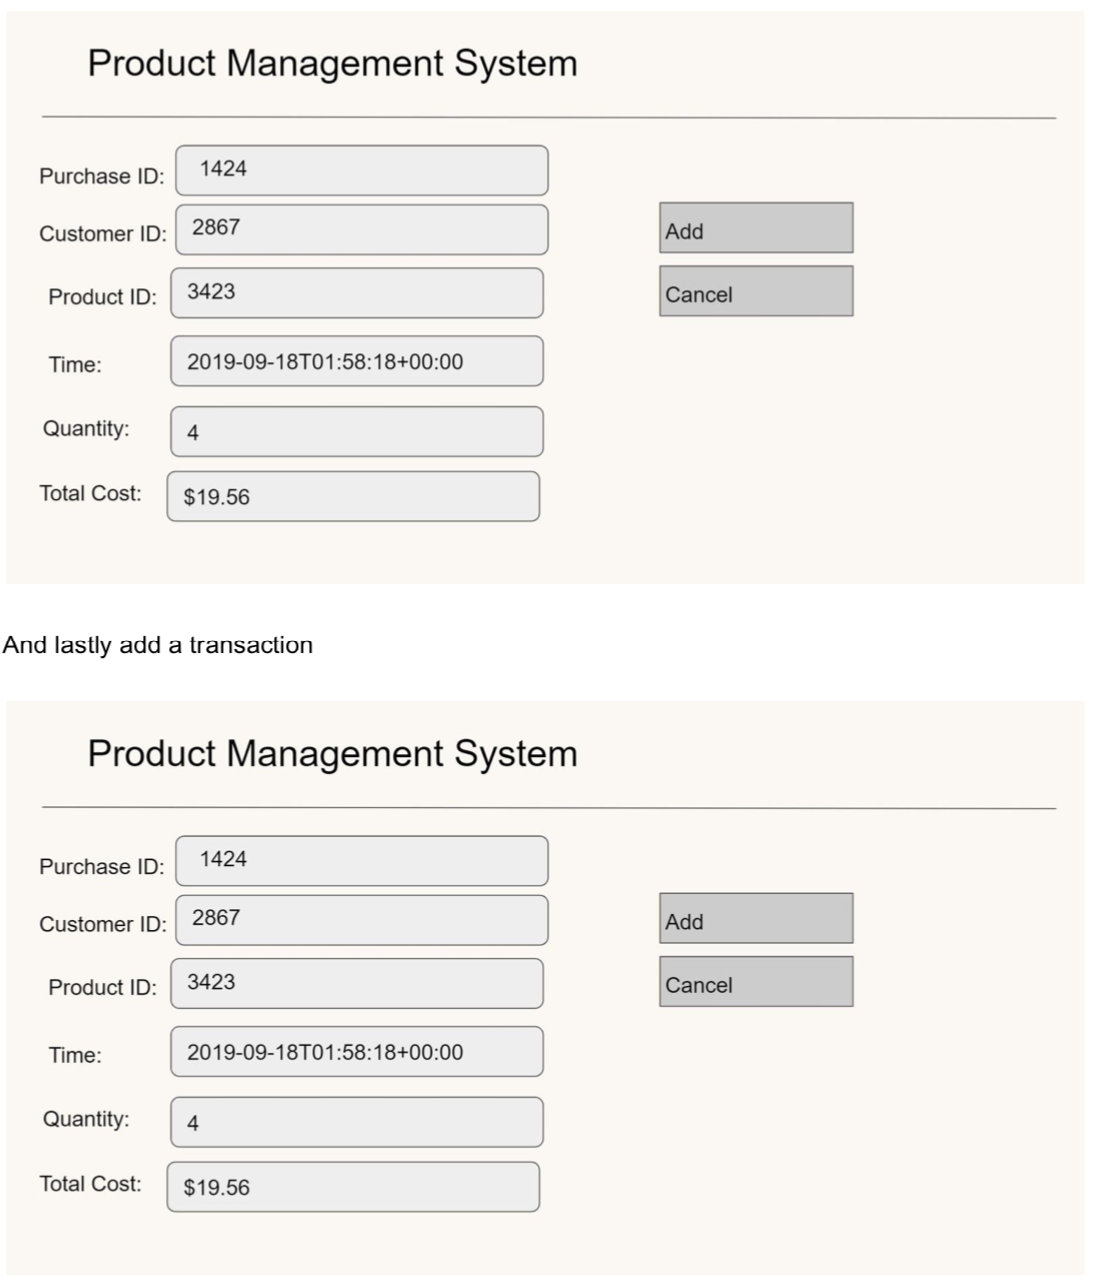 Product Management System
Purchase ID: 1424
Customer ID: 2867
Add
Product ID: 3423
Cancel
Time: 2019-09-18T01:58:18+00:00
Quantity: 4
Total Cost: $19.56
And lastly add a transaction
Product Management System
Purchase ID: 1424
Customer ID: 2867
Add
Product ID: 3423
Cancel
Time: 2019-09-18T01:58:18+00:00
Quantity: 4
Total Cost: $19.56